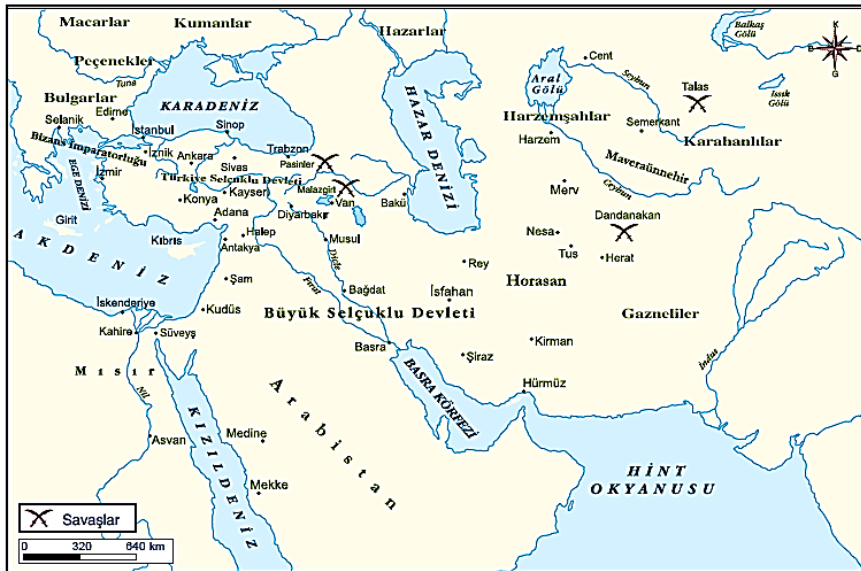 Macarlar
Kumanlar
Hazarlar
Balkaş
Gölü
K
B
D
G
Peçenekler
Tuna
Bulgarlar
Edirne
Selanik
KARADENİZ
Sinop
İstanbul
Bizans İmparatorluğu
İznik
Ankara
Trabzon
Pasinler
Sivas
Türkiye Selçuklu Devleti
Malazgirt
Kayseri
Van
İzmir
EGE DENİZİ
Konya
Adana
Diyarbakır
Bakü
HAZAR DENİZİ
Aral
Gölü
Cent
Seyhun
Talas
Issık
Gölü
Harzemşahlar
Semerkant
Harzem
Karahanlılar
Maveraünnehir
Ceyhun
Merv
Dandanakan
Nesa
Tus
Herat
Girit
Kıbrıs
Halep
Antakya
Musul
Dicle
AKDENİZ
Şam
Rey
Horasan
Bağdat
Fırat
İsfahan
İskenderiye
Kudüs
Büyük Selçuklu Devleti
Gazneliler
Kahire
Süveyş
Basra
Şiraz
Kirman
İndus
Mısır
Nil
Arabistan
BASRA KÖRFEZİ
Hürmüz
Asvan
KIZILDENİZ
Medine
Mekke
HİNT
OKYANUSU
Savaşlar
0 320 640 km